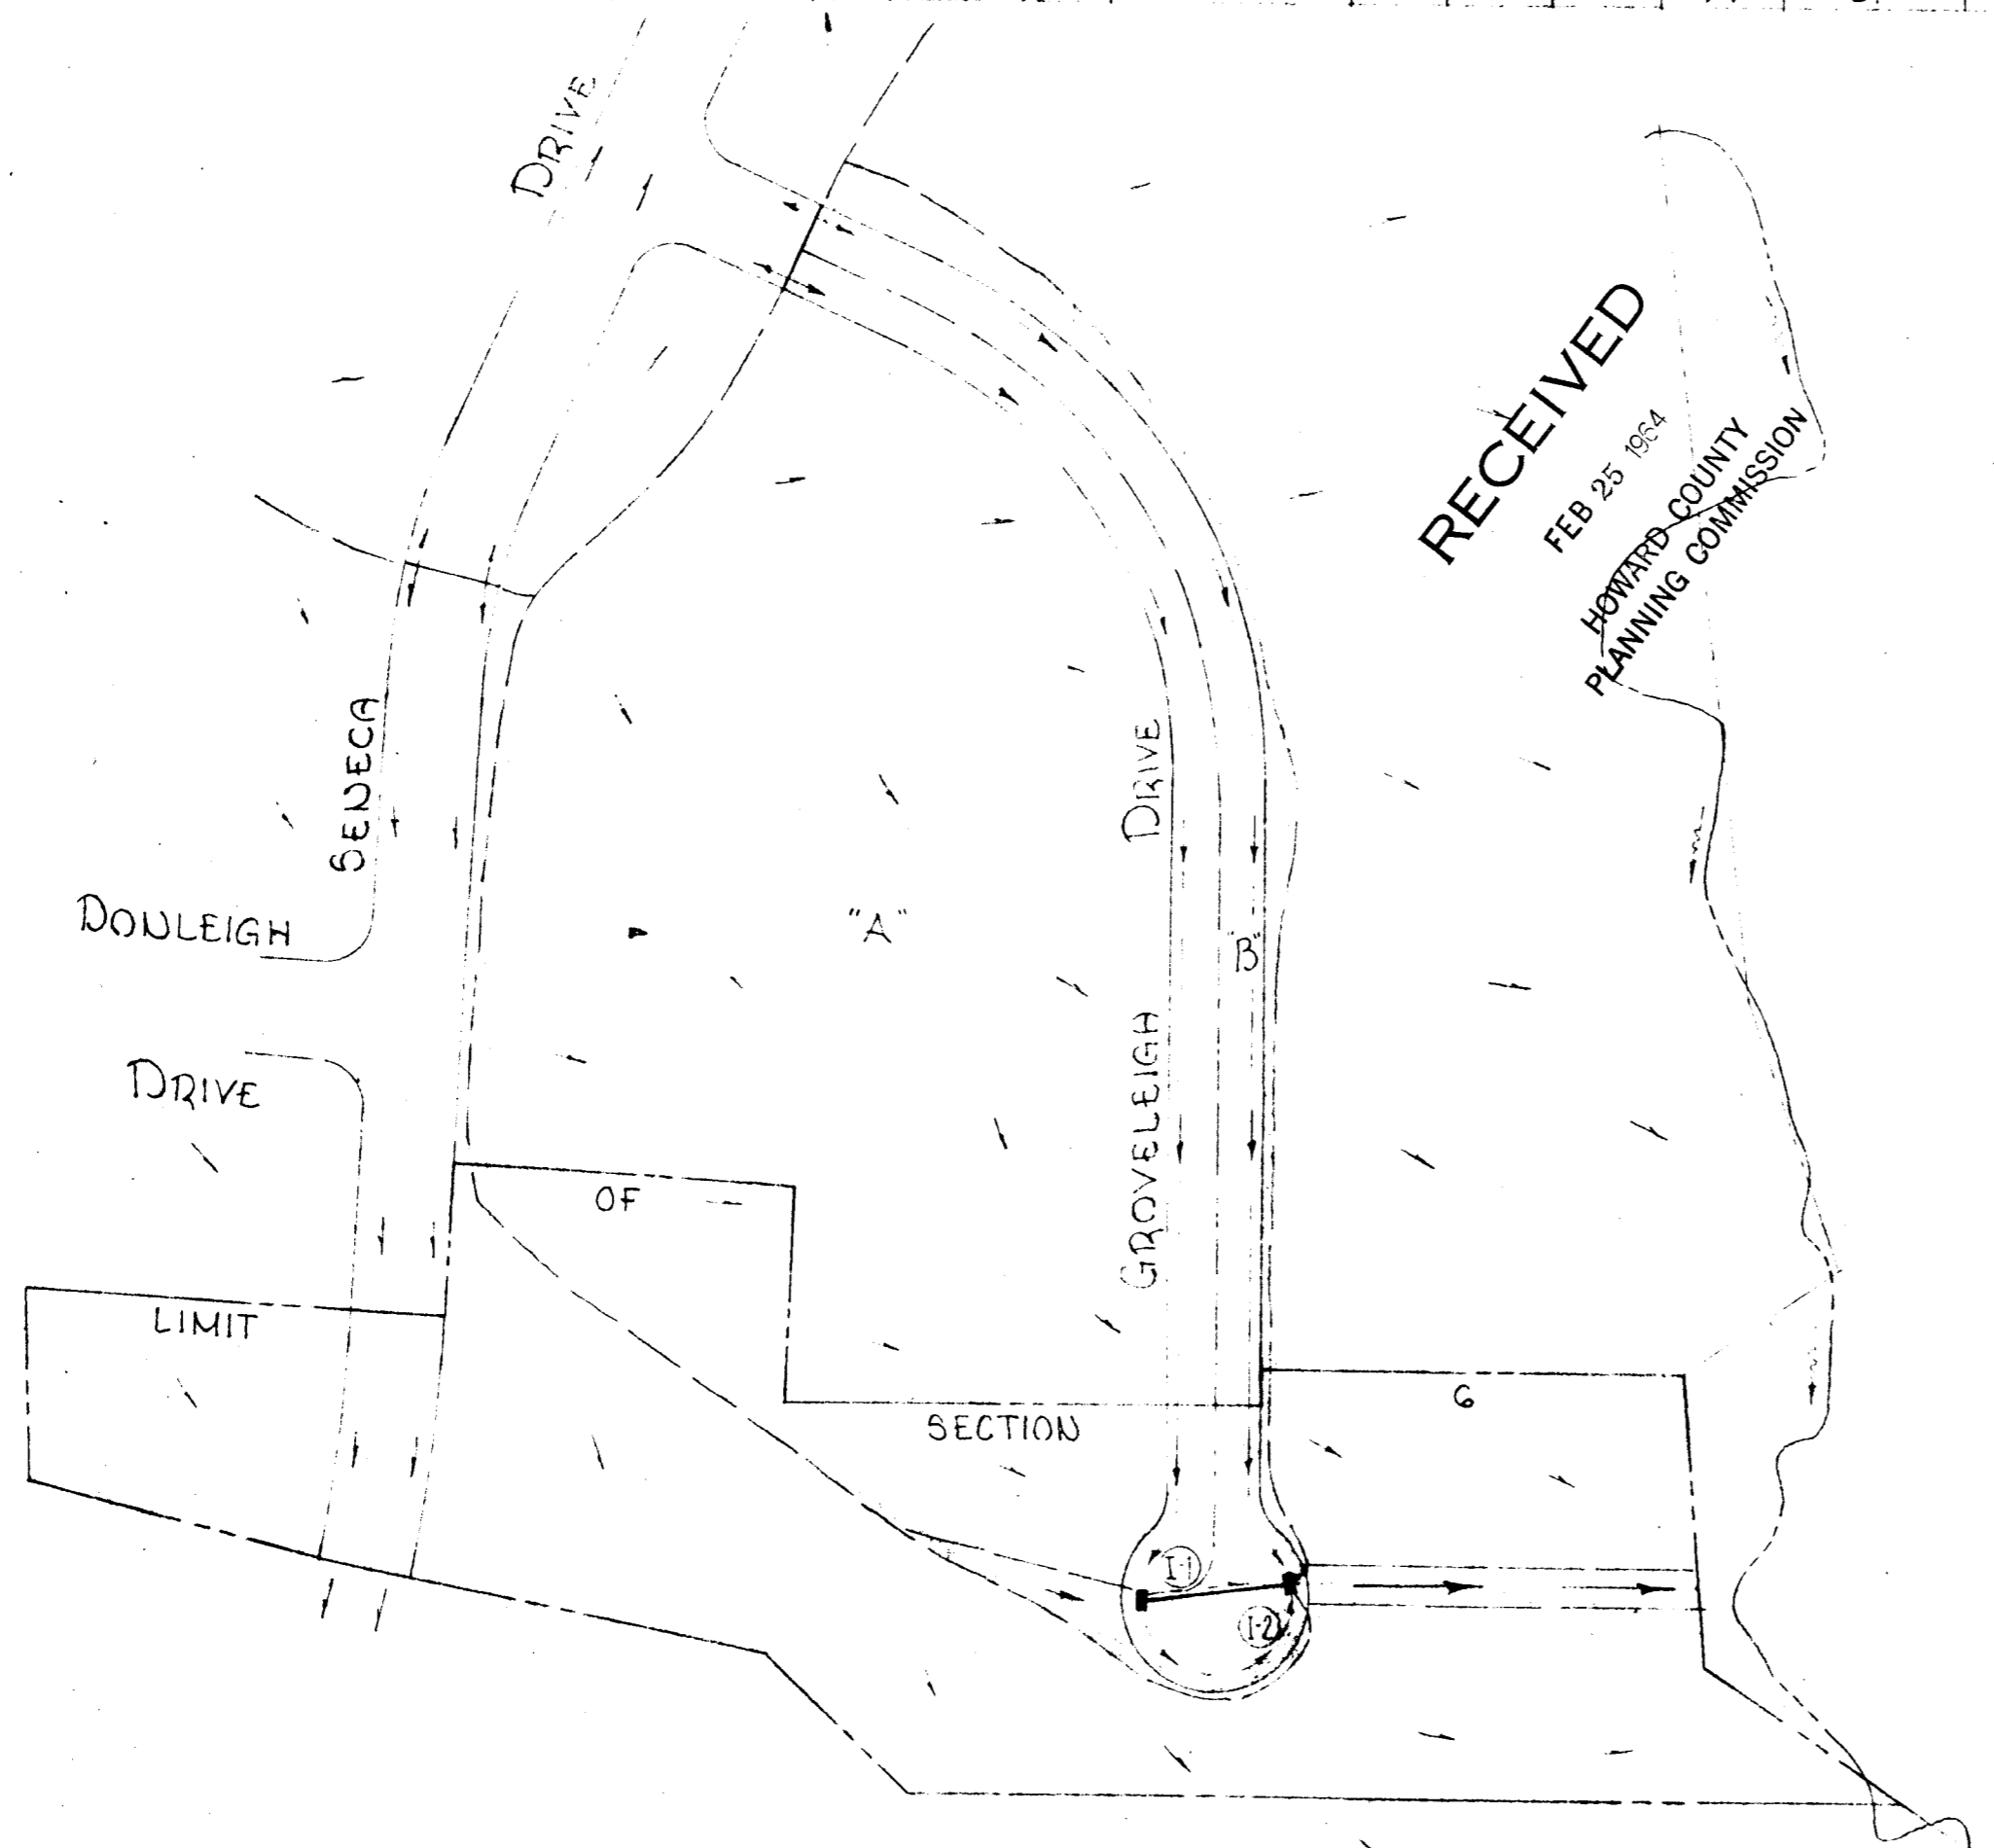 DRIVE
RECEIVED
FEB 25 1964
HOWARD COUNTY
PLANNING COMMISSION
SENECA
DRIVE
DONLEIGH
"A"
"B"
DRIVE
GROVELEIGH
OF
LIMIT
6
SECTION
I-1
I-2